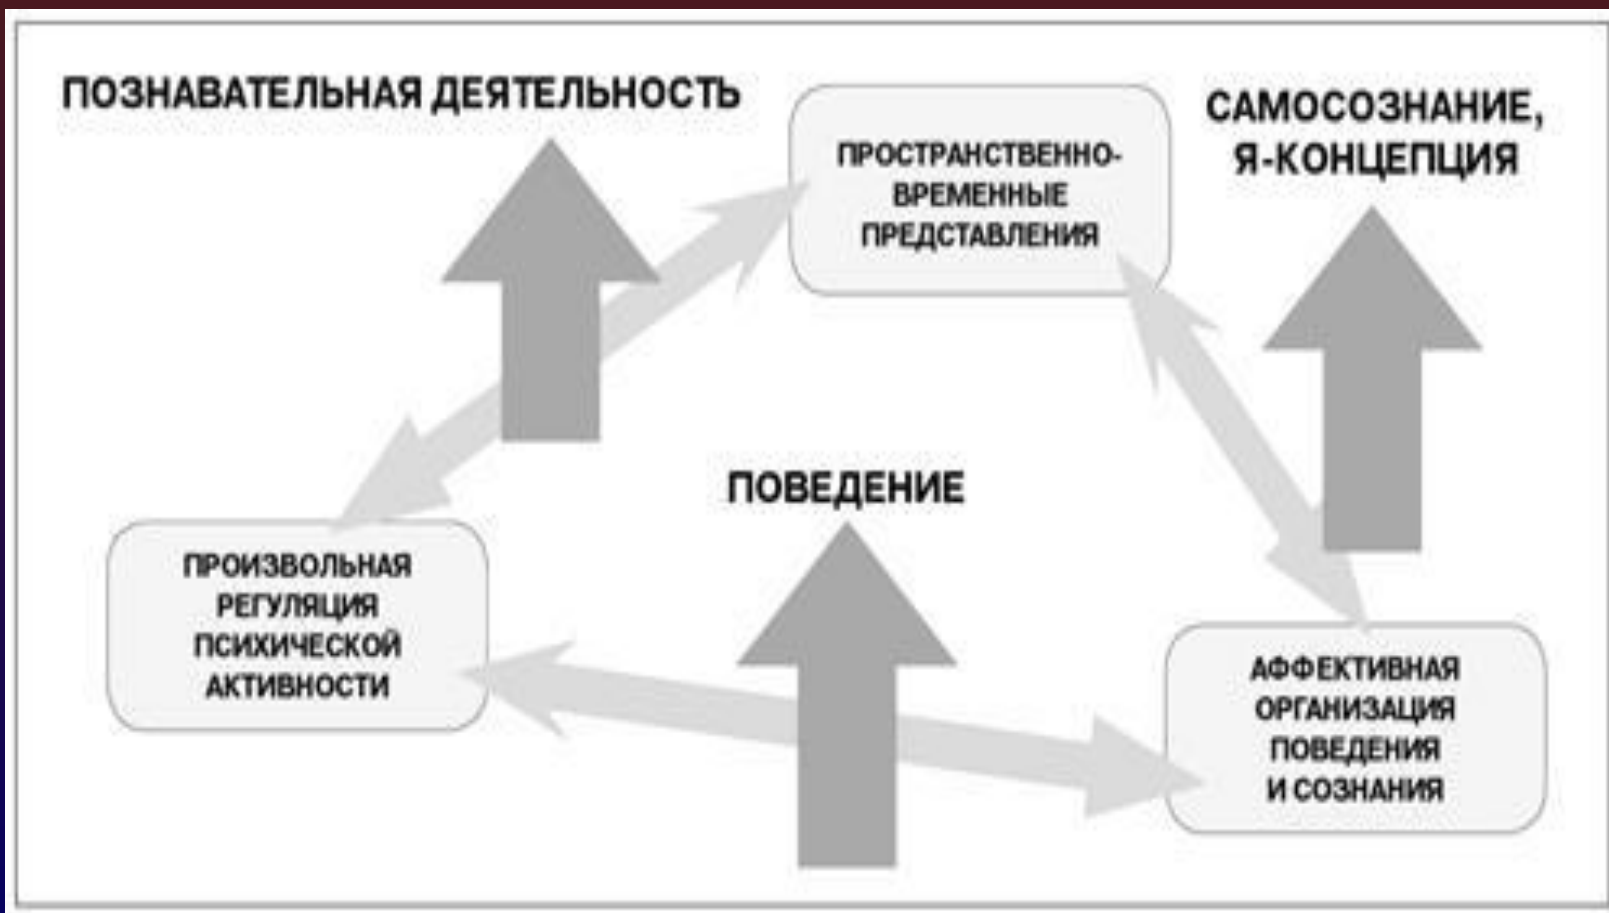 ПОЗНАВАТЕЛЬНАЯ ДЕЯТЕЛЬНОСТЬ
ПРОСТРАНСТВЕННО-
ВРЕМЕННЫЕ
ПРЕДСТАВЛЕНИЯ
САМОСОЗНАНИЕ,
Я-КОНЦЕПЦИЯ
ПОВЕДЕНИЕ
ПРОИЗВОЛЬНАЯ
РЕГУЛЯЦИЯ
ПСИХИЧЕСКОЙ
АКТИВНОСТИ
АФФЕКТИВНАЯ
ОРГАНИЗАЦИЯ
ПОВЕДЕНИЯ
И СОЗНАНИЯ